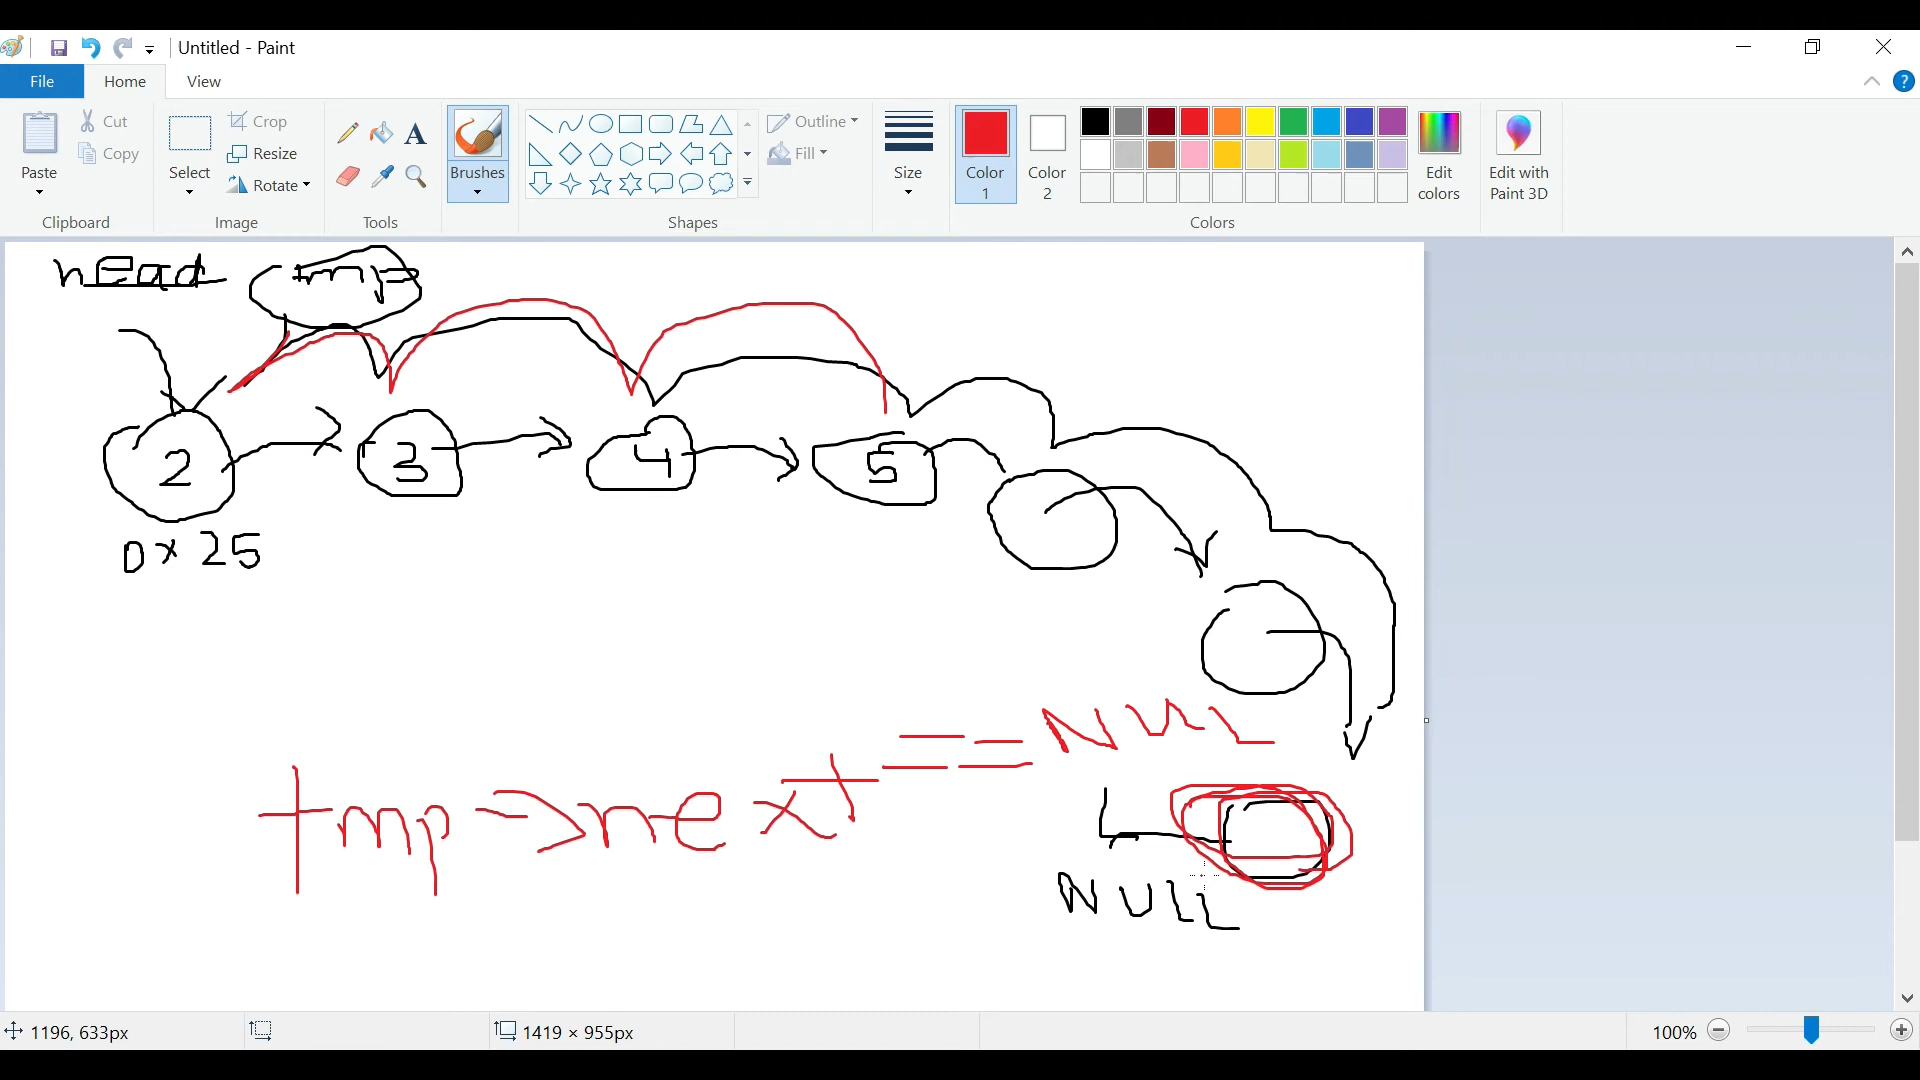 Untitled - Paint
File Home View
Paste Cut Copy Select Crop Resize Rotate Brushes Outline Fill Size Color 1 Color 2 Edit colors Edit with Paint 3D
Clipboard Image Tools Shapes Colors
head tmp
2 3 4 5
0x25
tmp->next == NULL
NULL
1196, 633px 1419 × 955px 100%